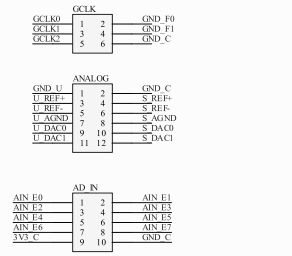 GCLK
GCLK0 1 2 GND_F0
GCLK1 3 4 GND_F1
GCLK2 5 6 GND_C
ANALOG
GND_U 1 2 GND_C
U_REF+ 3 4 S_REF+
U_REF- 5 6 S_REF-
U_AGND 7 8 S_AGND
U_DAC0 9 10 S_DAC0
U_DAC1 11 12 S_DAC1
AD_IN
AIN_E0 1 2 AIN_E1
AIN_E2 3 4 AIN_E3
AIN_E4 5 6 AIN_E5
AIN_E6 7 8 AIN_E7
3V3_C 9 10 GND_C